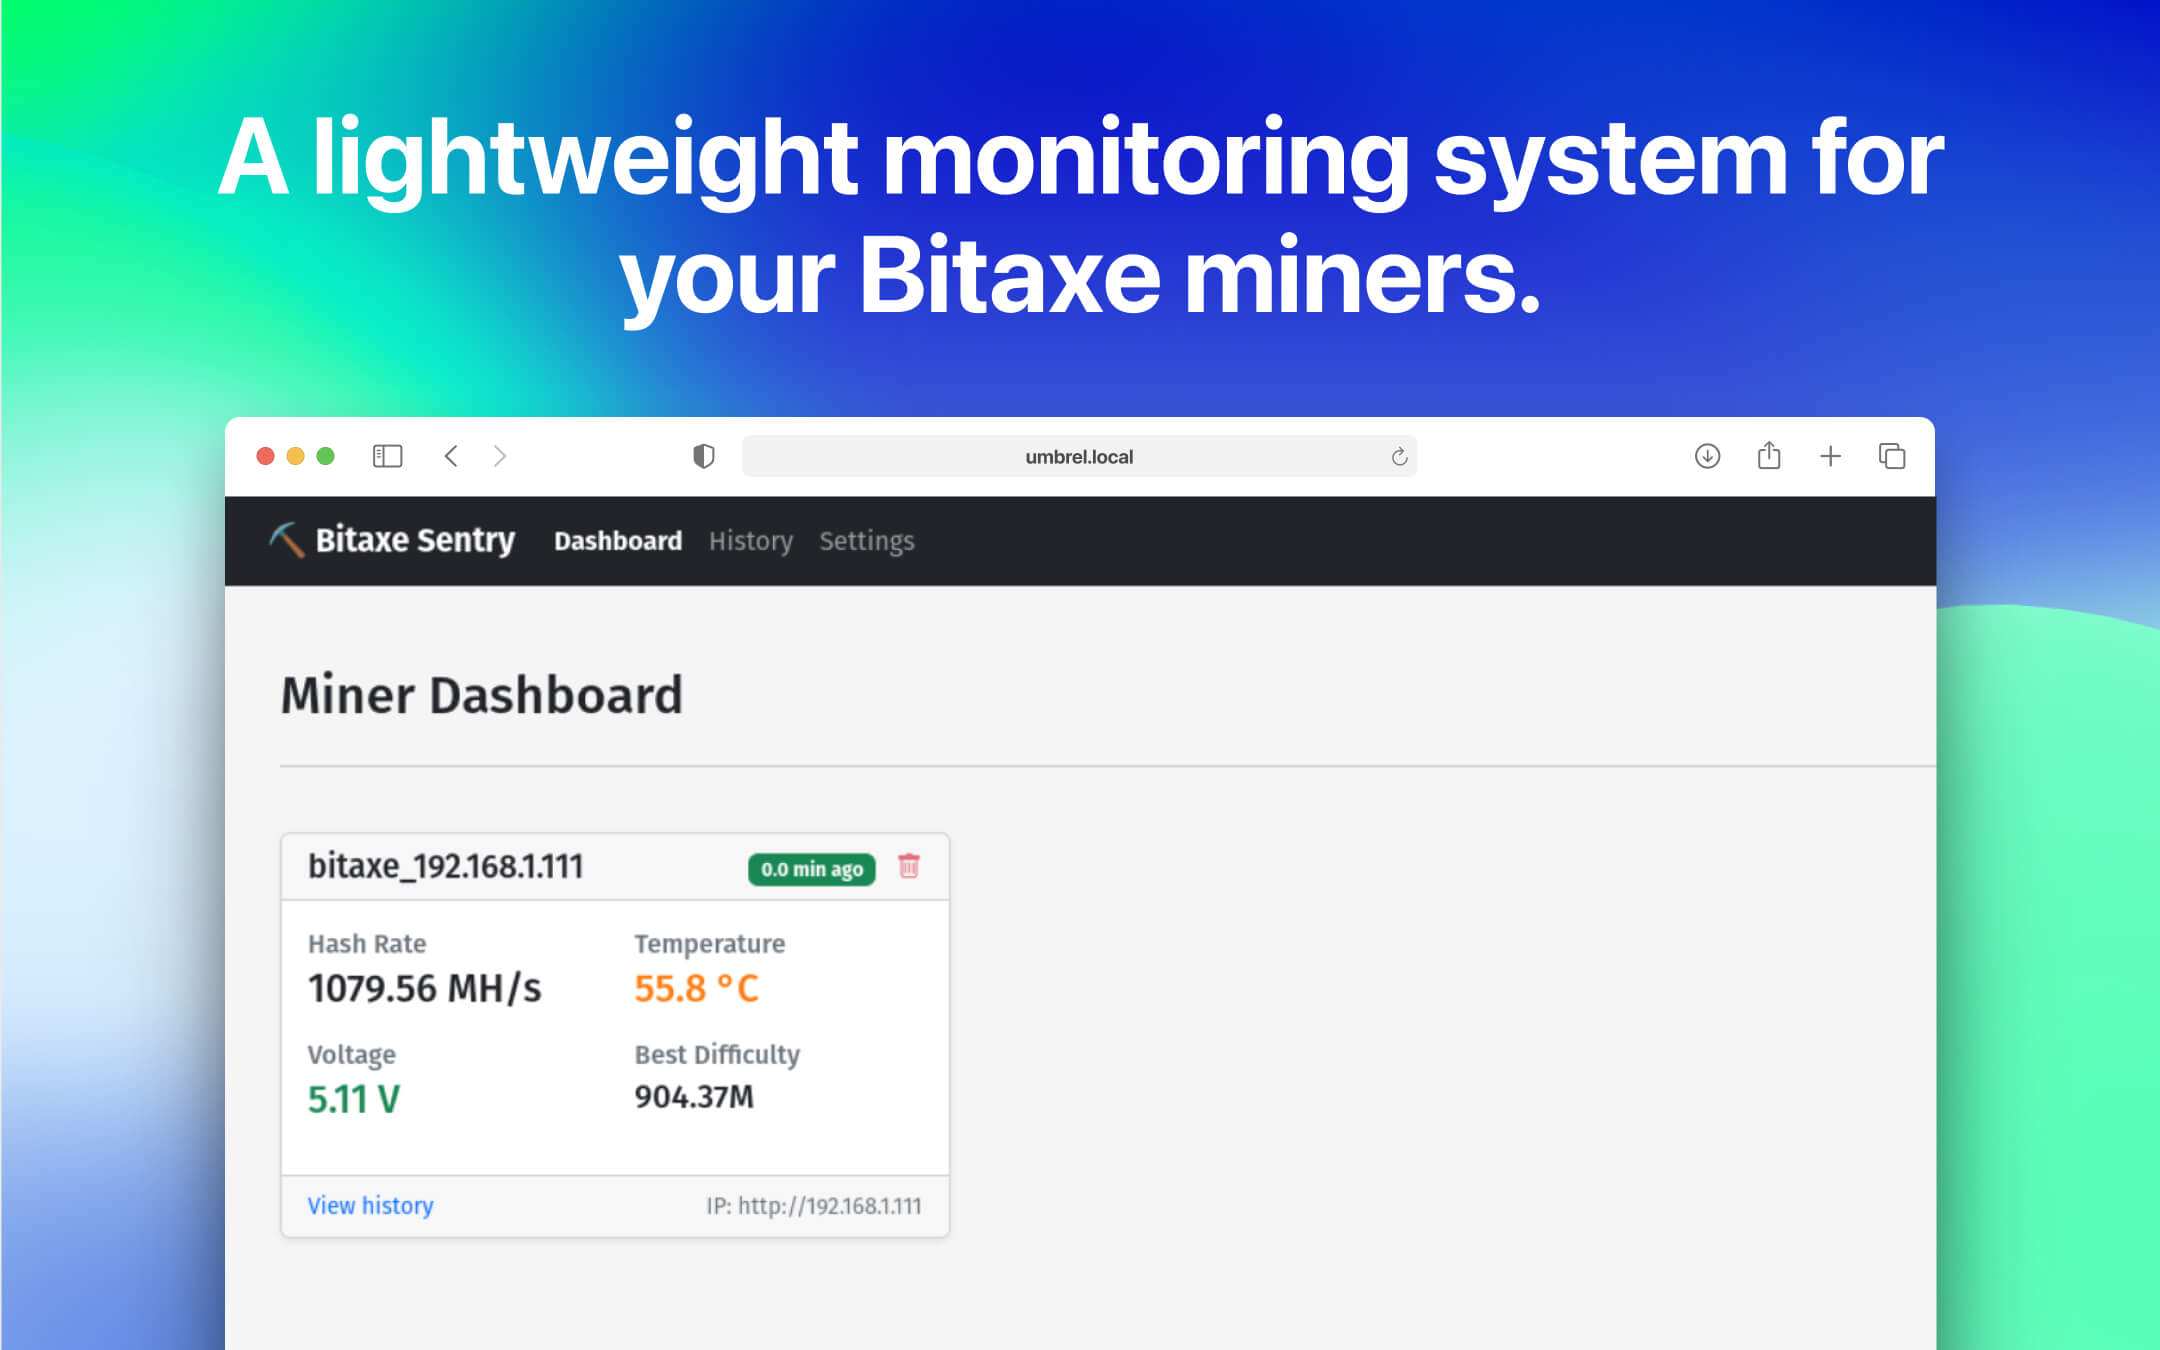 A lightweight monitoring system for
your Bitaxe miners.
umbrel.local
Bitaxe Sentry Dashboard History Settings
Miner Dashboard
bitaxe_192.168.1.111 0.0 min ago
Hash Rate Temperature
1079.56 MH/s 55.8 °C
Voltage Best Difficulty
5.11 V 904.37M
View history IP: http://192.168.1.111